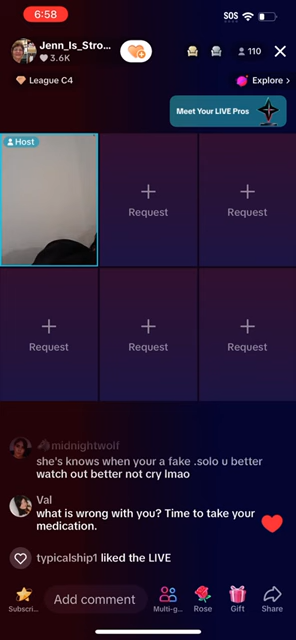 6:58
SOS
Jenn_Is_Stro...
3.6K
110
League C4
Explore >
Meet Your LIVE Pros
Host
Request
Request
Request
Request
Request
midnightwolf
she's knows when your a fake .solo u better
watch out better not cry lmao
Val
what is wrong with you? Time to take your
medication.
typicalship1 liked the LIVE
Add comment
Subscri...
Multi-g...
Rose
Gift
Share